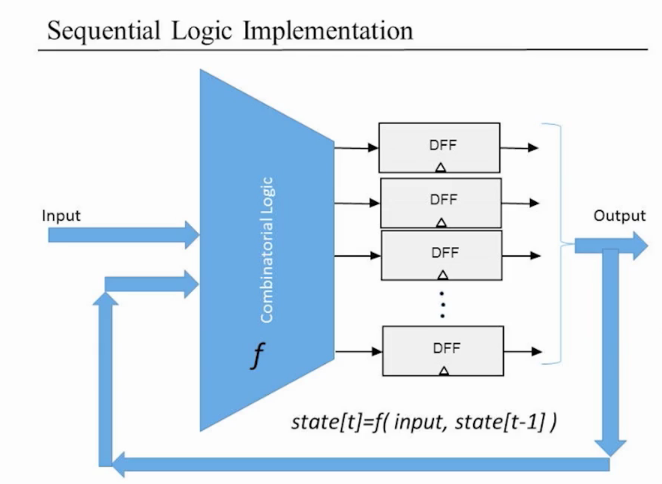 Sequential Logic Implementation
Input
Combinatorial Logic
f
DFF
DFF
DFF
DFF
Output
state[t]=f( input, state[t-1] )